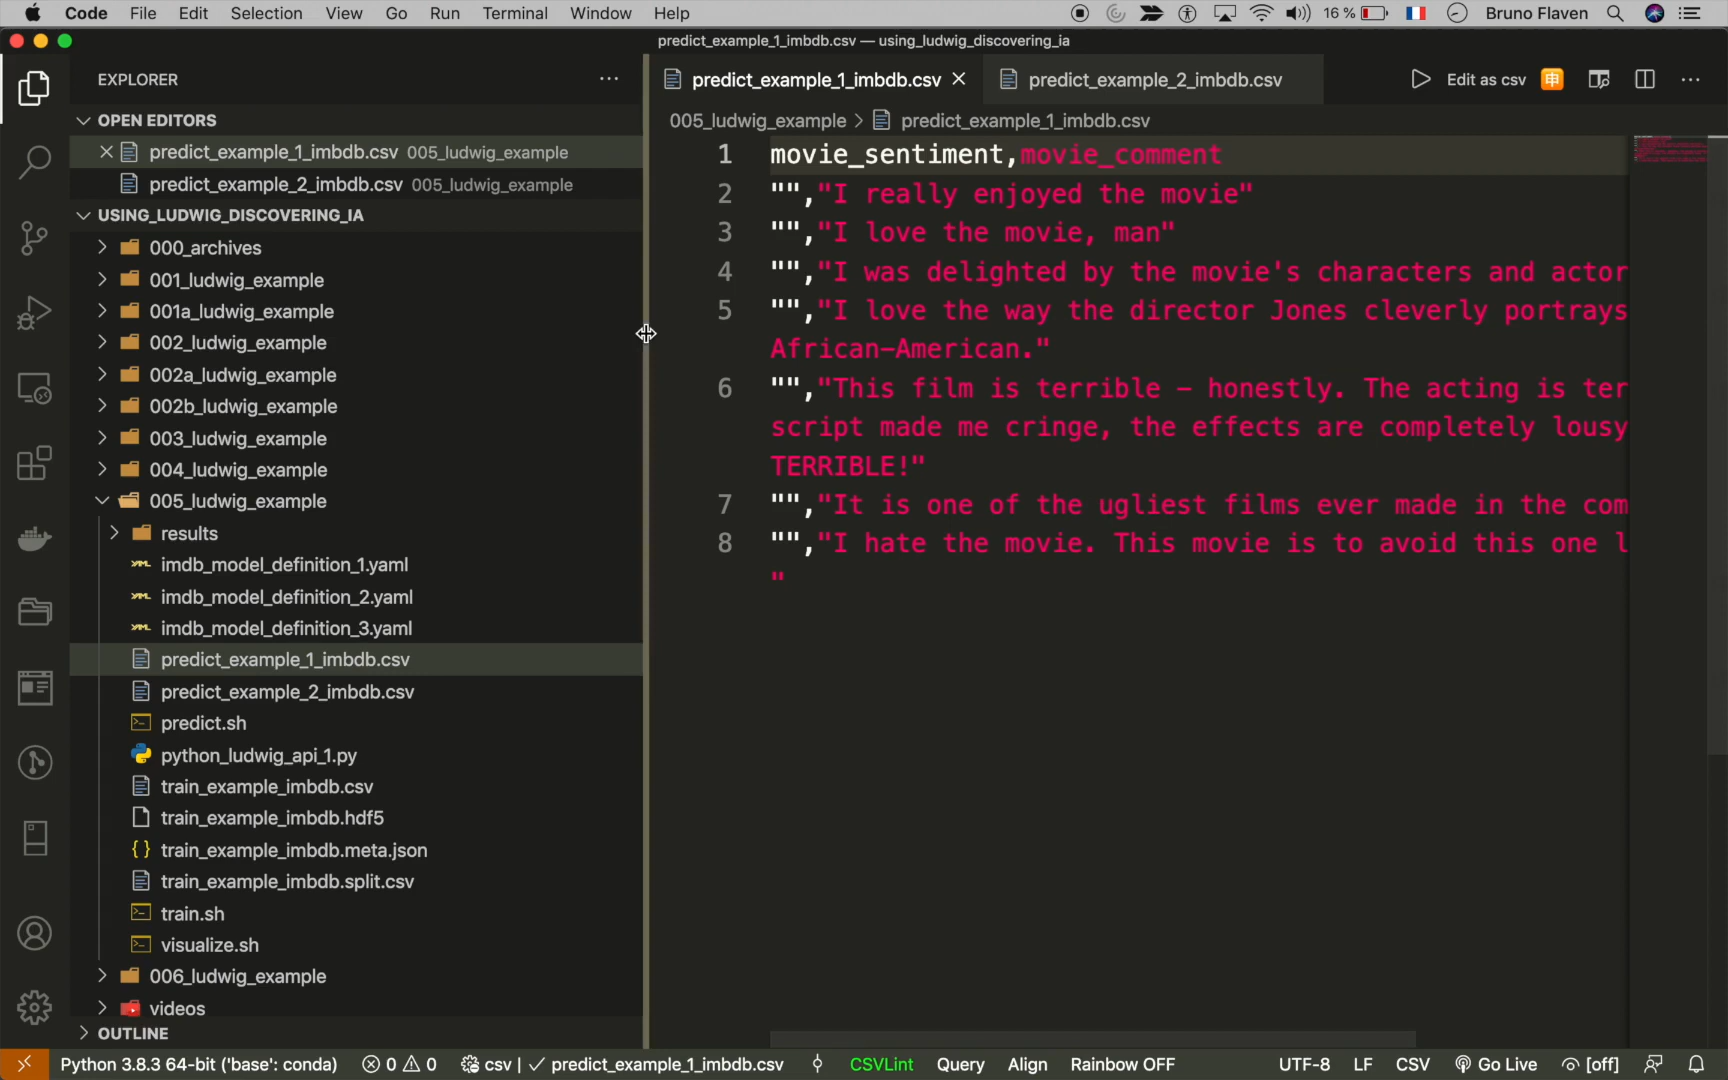 Code File Edit Selection View Go Run Terminal Window Help 16 % Bruno Flaven
predict_example_1_imbdb.csv — using_ludwig_discovering_ia
EXPLORER
OPEN EDITORS
predict_example_1_imbdb.csv 005_ludwig_example
predict_example_2_imbdb.csv 005_ludwig_example
USING_LUDWIG_DISCOVERING_IA
000_archives
001_ludwig_example
001a_ludwig_example
002_ludwig_example
002a_ludwig_example
002b_ludwig_example
003_ludwig_example
004_ludwig_example
005_ludwig_example
results
imdb_model_definition_1.yaml
imdb_model_definition_2.yaml
imdb_model_definition_3.yaml
predict_example_1_imbdb.csv
predict_example_2_imbdb.csv
predict.sh
python_ludwig_api_1.py
train_example_imbdb.csv
train_example_imbdb.hdf5
train_example_imbdb.meta.json
train_example_imbdb.split.csv
train.sh
visualize.sh
006_ludwig_example
videos
OUTLINE
predict_example_1_imbdb.csv predict_example_2_imbdb.csv Edit as csv
005_ludwig_example > predict_example_1_imbdb.csv
1 movie_sentiment,movie_comment
2 "","I really enjoyed the movie"
3 "","I love the movie, man"
4 "","I was delighted by the movie's characters and actor
5 "","I love the way the director Jones cleverly portrays
African-American."
6 "","This film is terrible - honestly. The acting is ter
script made me cringe, the effects are completely lousy
TERRIBLE!"
7 "","It is one of the ugliest films ever made in the com
8 "","I hate the movie. This movie is to avoid this one l
"
Python 3.8.3 64-bit ('base': conda) 0 0 csv | ✓ predict_example_1_imbdb.csv CSVLint Query Align Rainbow OFF UTF-8 LF CSV Go Live [off]